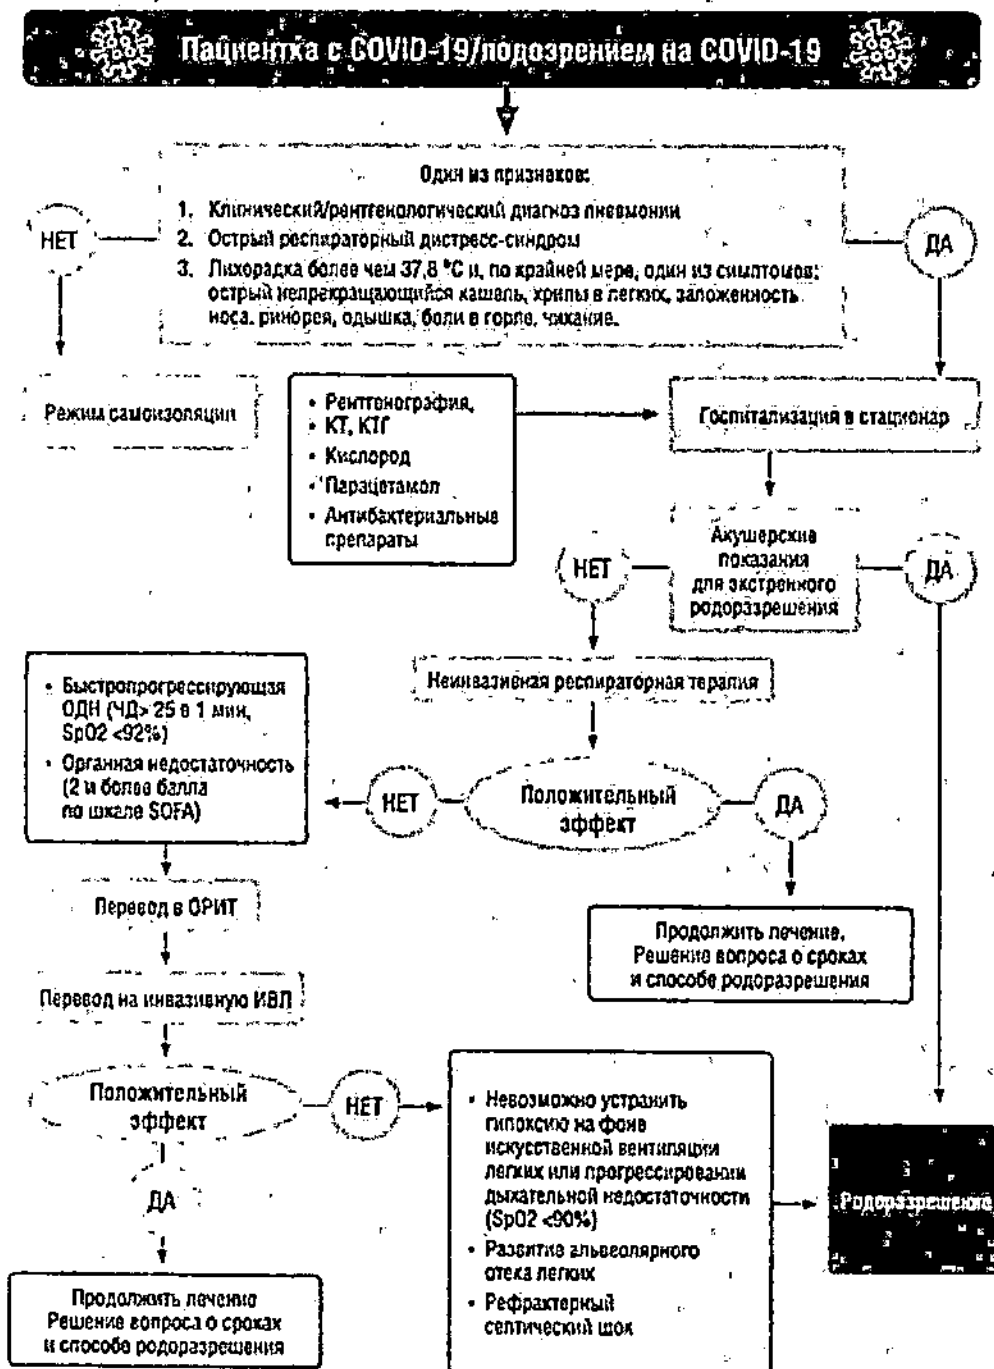 Пациентка с COVID-19/подозрением на COVID-19
Один из признаков:
1. Клинический/рентгенологический диагноз пневмонии
2. Острый респираторный дистресс-синдром
3. Лихорадка более чем 37,8 °C и, по крайней мере, один из симптомов:
острый непрекращающийся кашель, хрипы в легких, заложенность
носа, ринорея, одышка, боли в горле, чихание.
НЕТ
ДА
Режим самоизоляции
• Рентгенография,
• КТ, КТГ
• Кислород
• Парацетамол
• Антибактериальные
препараты
Госпитализация в стационар
Акушерские
показания
для экстренного
родоразрешения
НЕТ
ДА
Неинвазивная респираторная терапия
• Быстропрогрессирующая
ОДН (ЧД> 25 в 1 мин,
SpO2 <92%)
• Органная недостаточность
(2 и более балла
по шкале SOFA)
НЕТ
Положительный
эффект
ДА
Перевод в ОРИТ
Продолжить лечение.
Решение вопроса о сроках
и способе родоразрешения
Перевод на инвазивную ИВЛ
Положительный
эффект
НЕТ
• Невозможно устранить
гипоксию на фоне
искусственной вентиляции
легких или прогрессировании
дыхательной недостаточности
(SpO2 <90%)
• Развитие альвеолярного
отека легких
• Рефрактерный
септический шок
Родоразрешение
ДА
Продолжить лечение
Решение вопроса о сроках
и способе родоразрешения